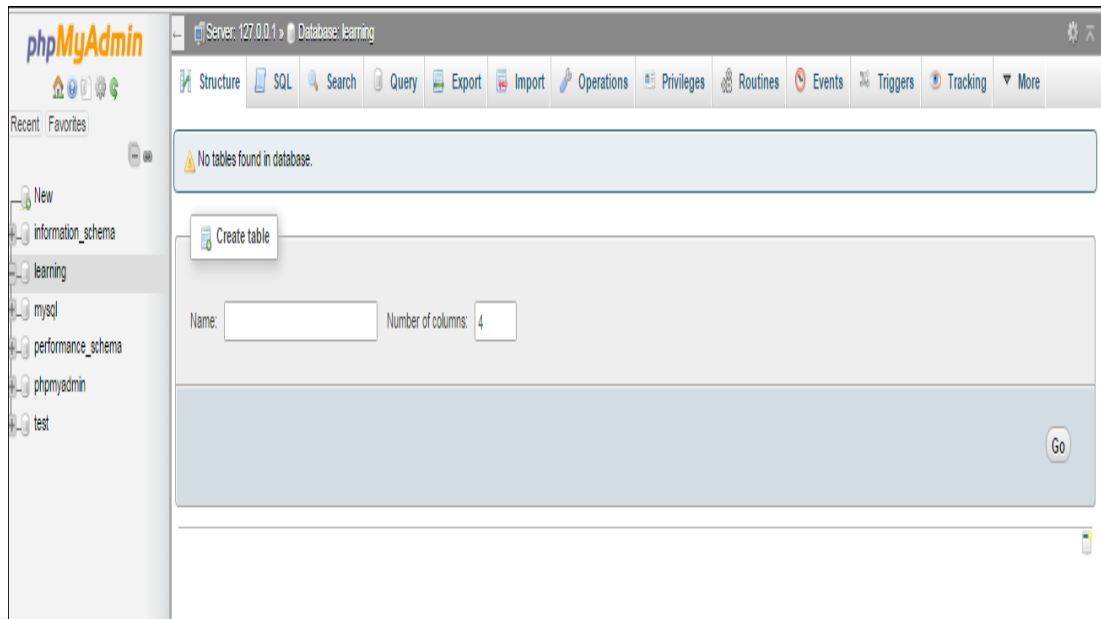 phpMyAdmin
Recent Favorites
New
information_schema
learning
mysql
performance_schema
phpmyadmin
test
Server: 127.0.0.1 » Database: learning
Structure SQL Search Query Export Import Operations Privileges Routines Events Triggers Tracking More
No tables found in database.
Create table
Name: Number of columns: 4
Go